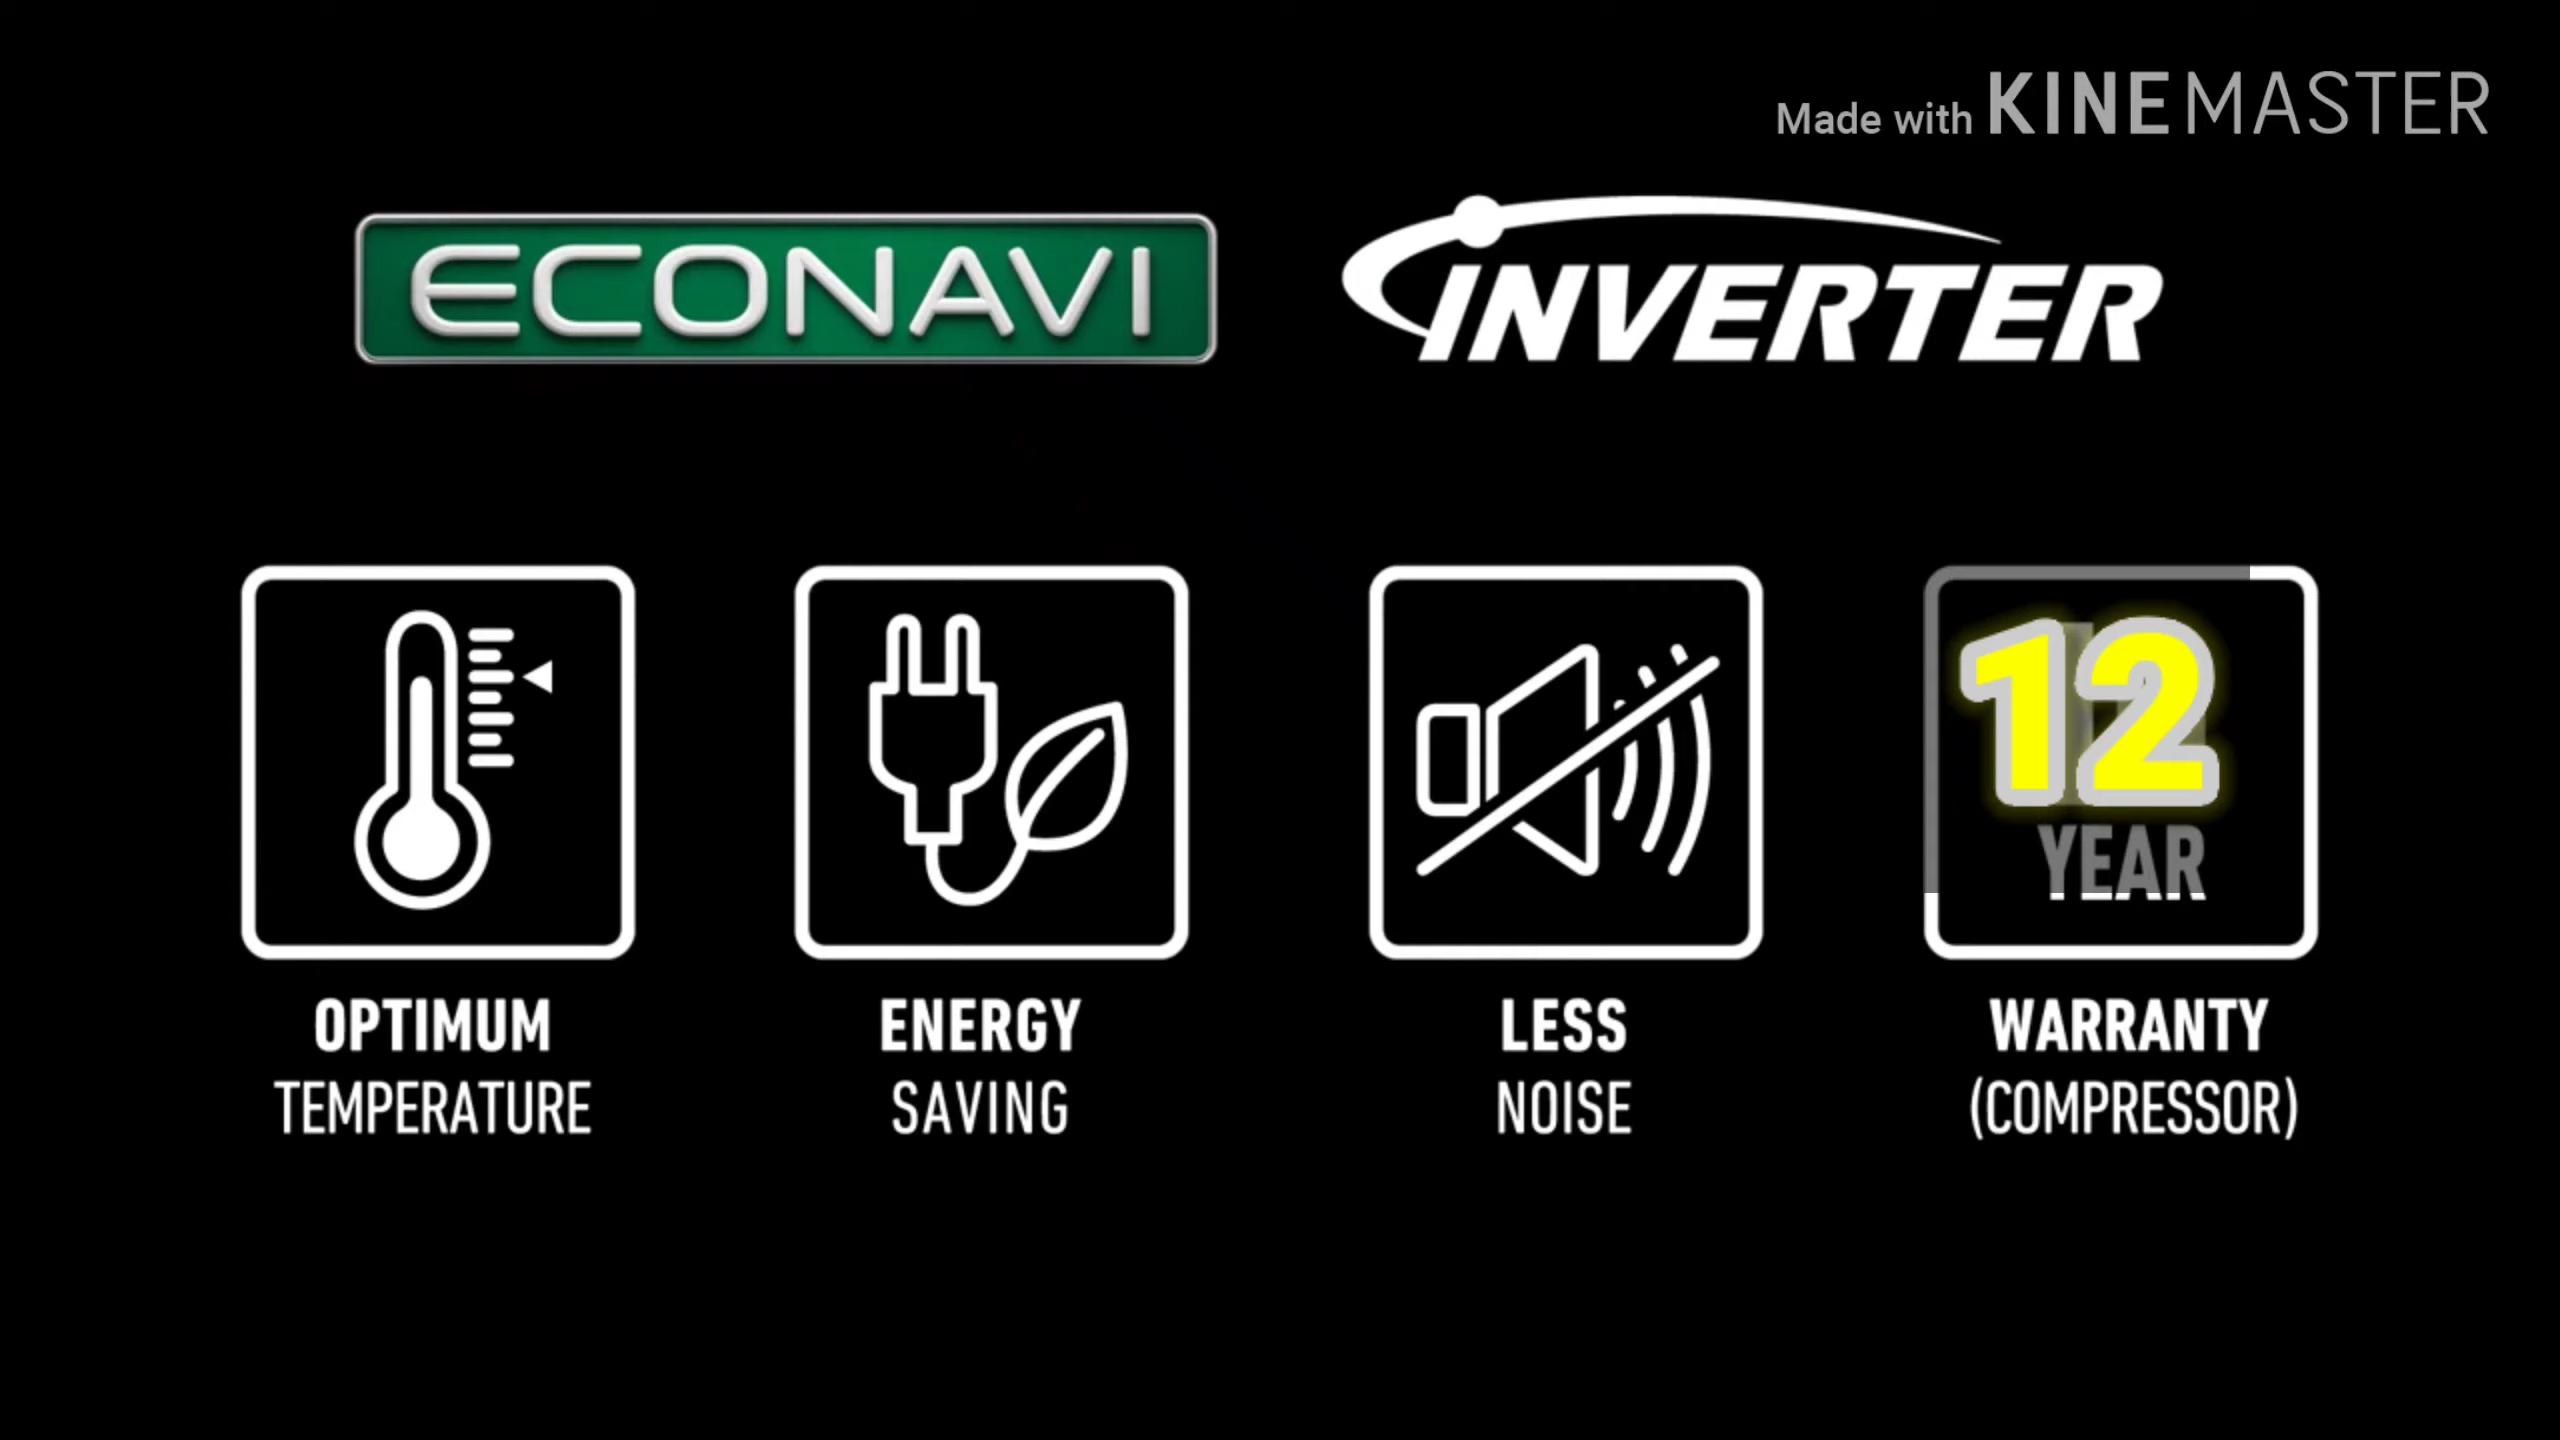 Made with KINEMASTER
ECONAVI
INVERTER
12
YEAR
OPTIMUM
TEMPERATURE
ENERGY
SAVING
LESS
NOISE
WARRANTY
(COMPRESSOR)